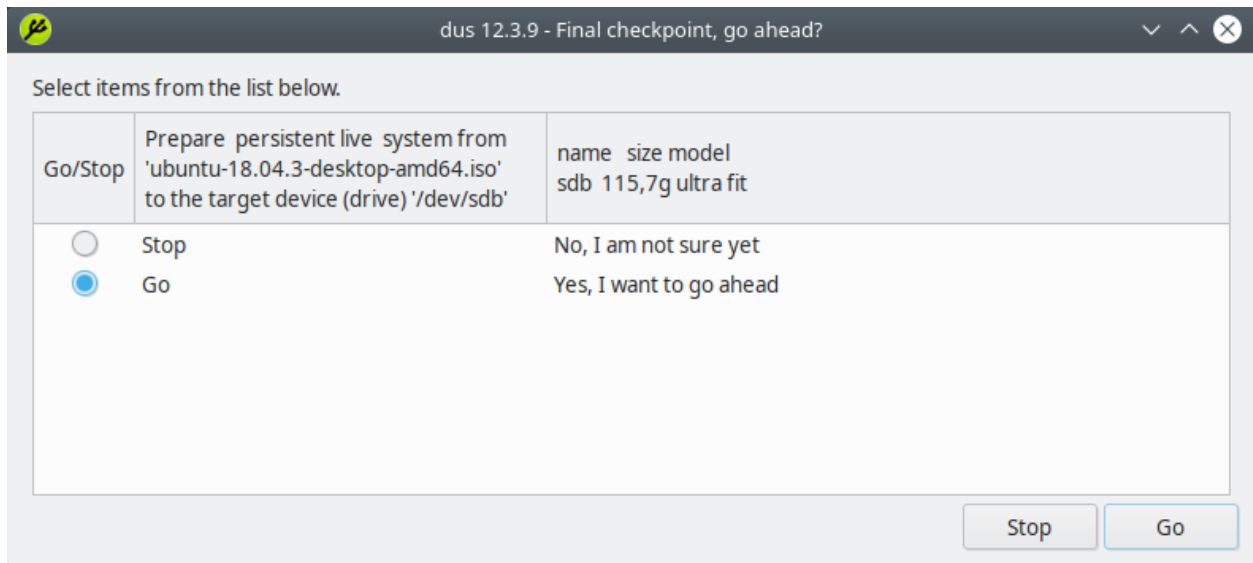 dus 12.3.9 - Final checkpoint, go ahead?
Select items from the list below.
Go/Stop
Prepare persistent live system from
'ubuntu-18.04.3-desktop-amd64.iso'
to the target device (drive) '/dev/sdb'
name size model
sdb 115,7g ultra fit
Stop No, I am not sure yet
Go Yes, I want to go ahead
Stop Go